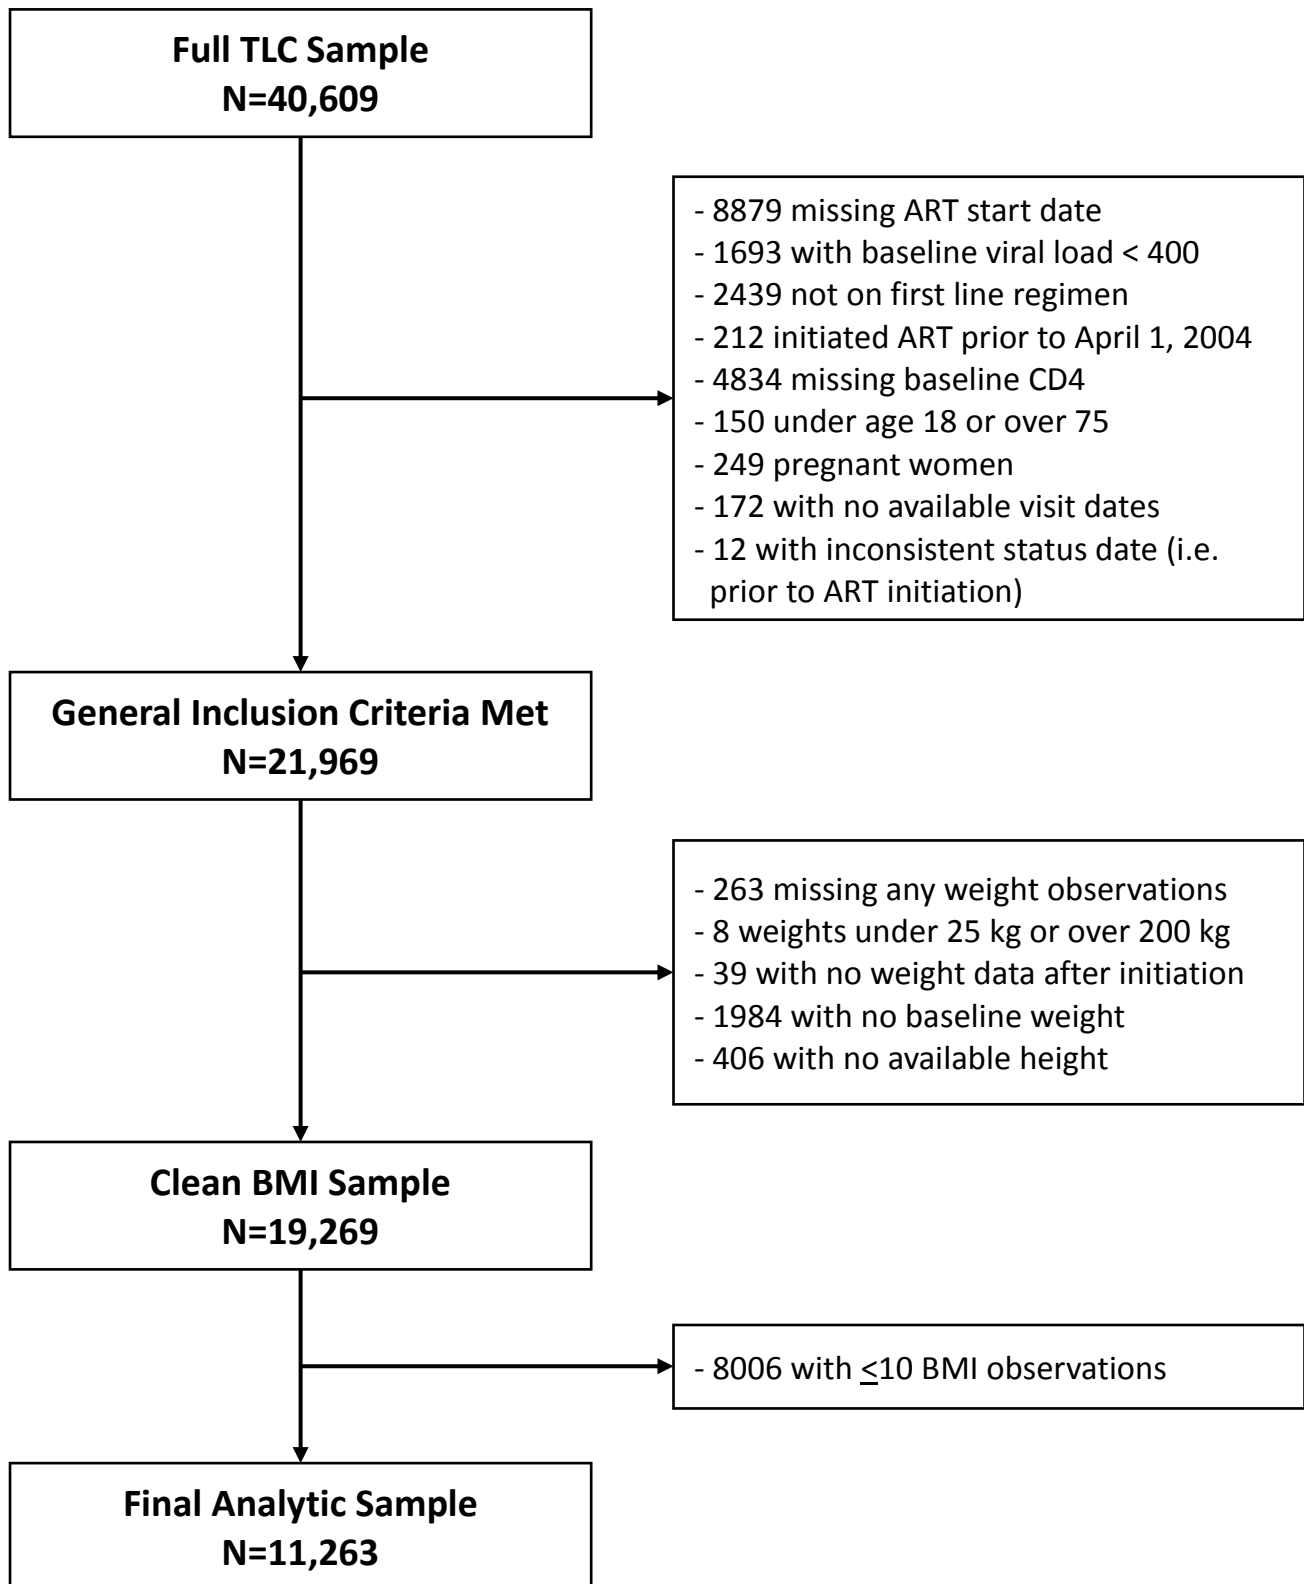 Full TLC Sample
N=40,609
- 8879 missing ART start date
- 1693 with baseline viral load < 400
- 2439 not on first line regimen
- 212 initiated ART prior to April 1, 2004
- 4834 missing baseline CD4
- 150 under age 18 or over 75
- 249 pregnant women
- 172 with no available visit dates
- 12 with inconsistent status date (i.e.
prior to ART initiation)
General Inclusion Criteria Met
N=21,969
- 263 missing any weight observations
- 8 weights under 25 kg or over 200 kg
- 39 with no weight data after initiation
- 1984 with no baseline weight
- 406 with no available height
Clean BMI Sample
N=19,269
- 8006 with ≤10 BMI observations
Final Analytic Sample
N=11,263